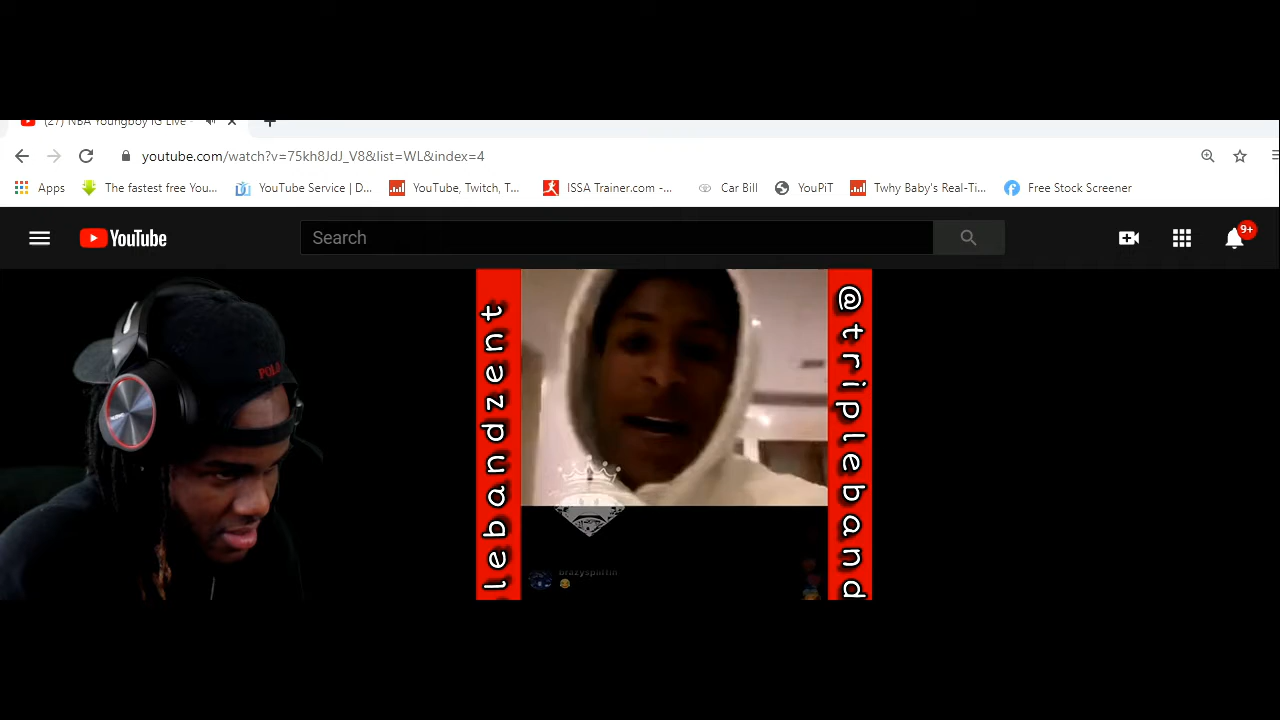 (27) NBA Youngboy IG Live -
youtube.com/watch?v=75kh8JdJ_V8&list=WL&index=4
Apps
The fastest free You...
YouTube Service | D...
YouTube, Twitch, T...
ISSA Trainer.com -...
Car Bill
YouPiT
Twhy Baby's Real-Ti...
Free Stock Screener
YouTube
Search
9+
POLO
lebandzent
@tripleband